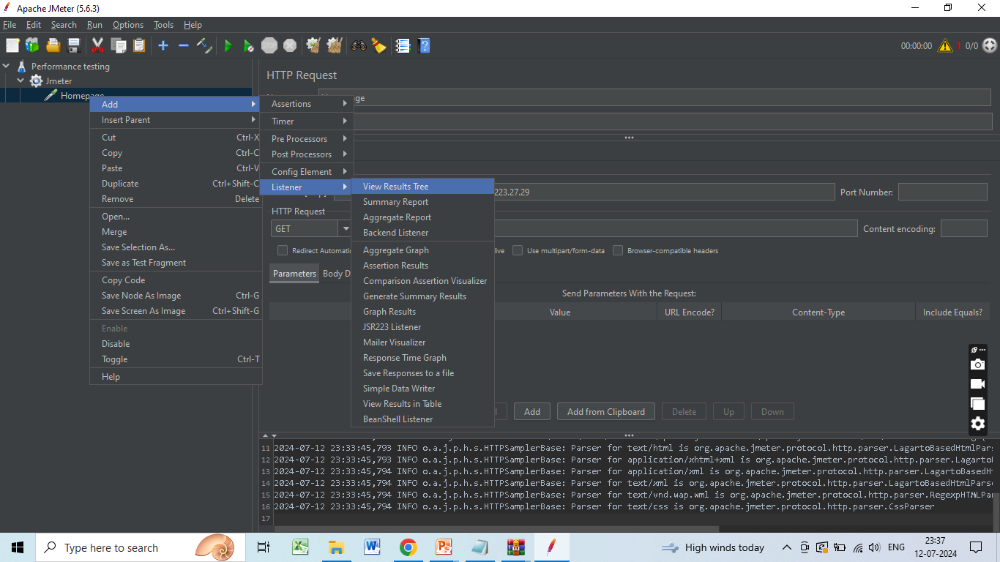 Apache JMeter (5.6.3)
File Edit Search Run Options Tools Help
00:00:00 1 0/0
Performance testing
Jmeter
Homepage
Add
Insert Parent
Cut Ctrl-X
Copy Ctrl-C
Paste Ctrl-V
Duplicate Ctrl+Shift-C
Remove Delete
Open...
Merge
Save Selection As...
Save as Test Fragment
Copy Code
Save Node As Image Ctrl-G
Save Screen As Image Ctrl+Shift-G
Enable
Disable
Toggle Ctrl-T
Help
Assertions
Timer
Pre Processors
Post Processors
Config Element
Listener
View Results Tree
Summary Report
Aggregate Report
Backend Listener
Aggregate Graph
Assertion Results
Comparison Assertion Visualizer
Generate Summary Results
Graph Results
JSR223 Listener
Mailer Visualizer
Response Time Graph
Save Responses to a file
Simple Data Writer
View Results in Table
BeanShell Listener
HTTP Request
223.27.29 Port Number:
HTTP Request
GET Content encoding:
Redirect Automati Use multipart/form-data Browser-compatible headers
Parameters Body D
Send Parameters With the Request:
Value URL Encode? Content-Type Include Equals?
Add Add from Clipboard Delete Up Down
11 2024-07-12 23:33:45,793 INFO o.a.j.p.h.s.HTTPSamplerBase: Parser for text/html is org.apache.jmeter.protocol.http.parser.LagartoBasedHtmlPars
12 2024-07-12 23:33:45,793 INFO o.a.j.p.h.s.HTTPSamplerBase: Parser for application/xhtml+xml is org.apache.jmeter.protocol.http.parser.Lagarto
13 2024-07-12 23:33:45,794 INFO o.a.j.p.h.s.HTTPSamplerBase: Parser for application/xml is org.apache.jmeter.protocol.http.parser.LagartoBasedH
14 2024-07-12 23:33:45,794 INFO o.a.j.p.h.s.HTTPSamplerBase: Parser for text/xml is org.apache.jmeter.protocol.http.parser.LagartoBasedHtmlParse
15 2024-07-12 23:33:45,794 INFO o.a.j.p.h.s.HTTPSamplerBase: Parser for text/vnd.wap.wml is org.apache.jmeter.protocol.http.parser.RegexpHTMLPar
16 2024-07-12 23:33:45,794 INFO o.a.j.p.h.s.HTTPSamplerBase: Parser for text/css is org.apache.jmeter.protocol.http.parser.CssParser
17
Type here to search
High winds today
ENG
23:37
12-07-2024